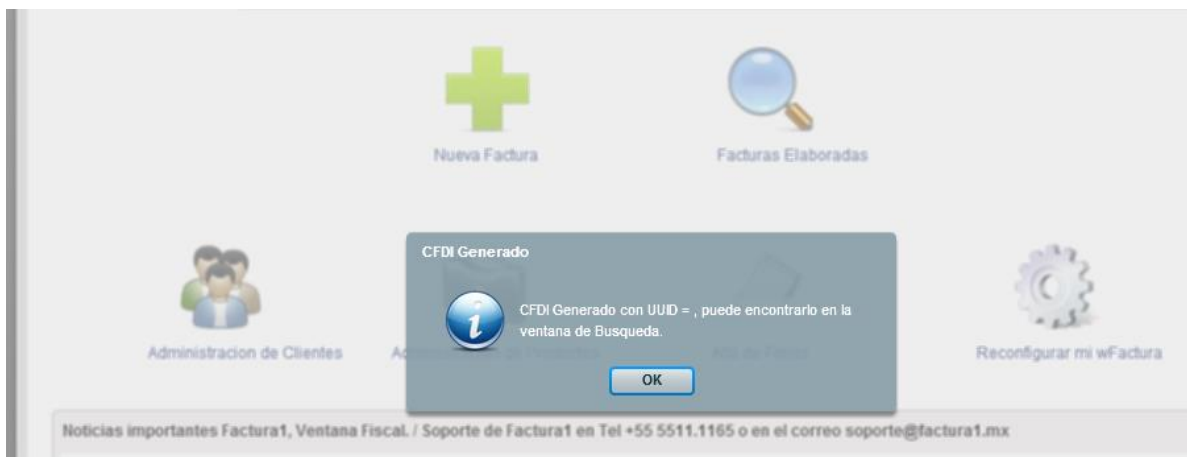 Nueva Factura
Facturas Elaboradas
CFDI Generado
CFDI Generado con UUID = , puede encontrarlo en la
ventana de Busqueda.
OK
Administracion de Clientes
Reconfigurar mi wFactura
Noticias importantes Factura1, Ventana Fiscal. / Soporte de Factura1 en Tel +55 5511.1165 o en el correo soporte@factura1.mx